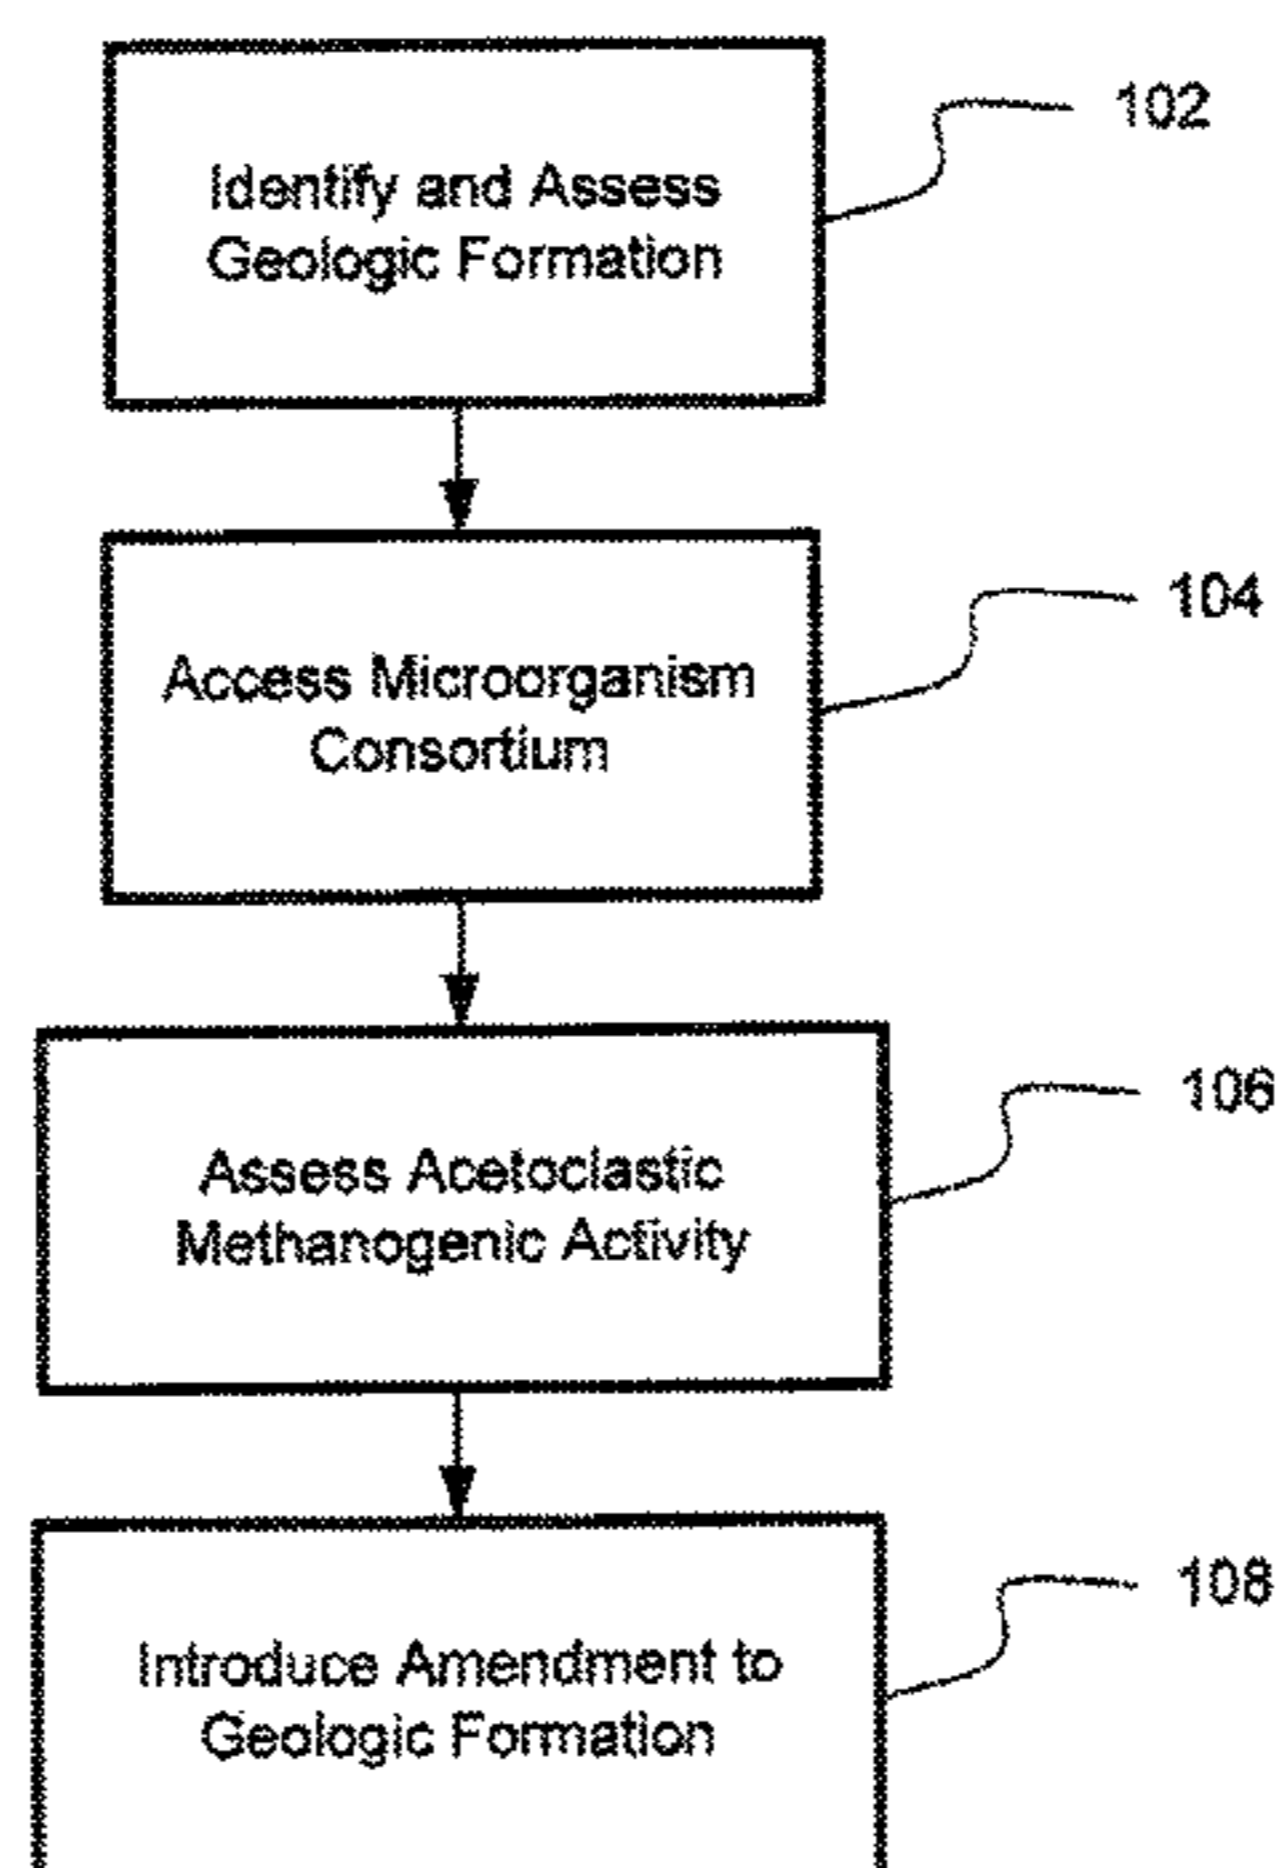 Identify and Assess
Geologic Formation
102
Access Microorganism
Consortium
104
Assess Acetoclastic
Methanogenic Activity
106
Introduce Amendment to
Geologic Formation
108